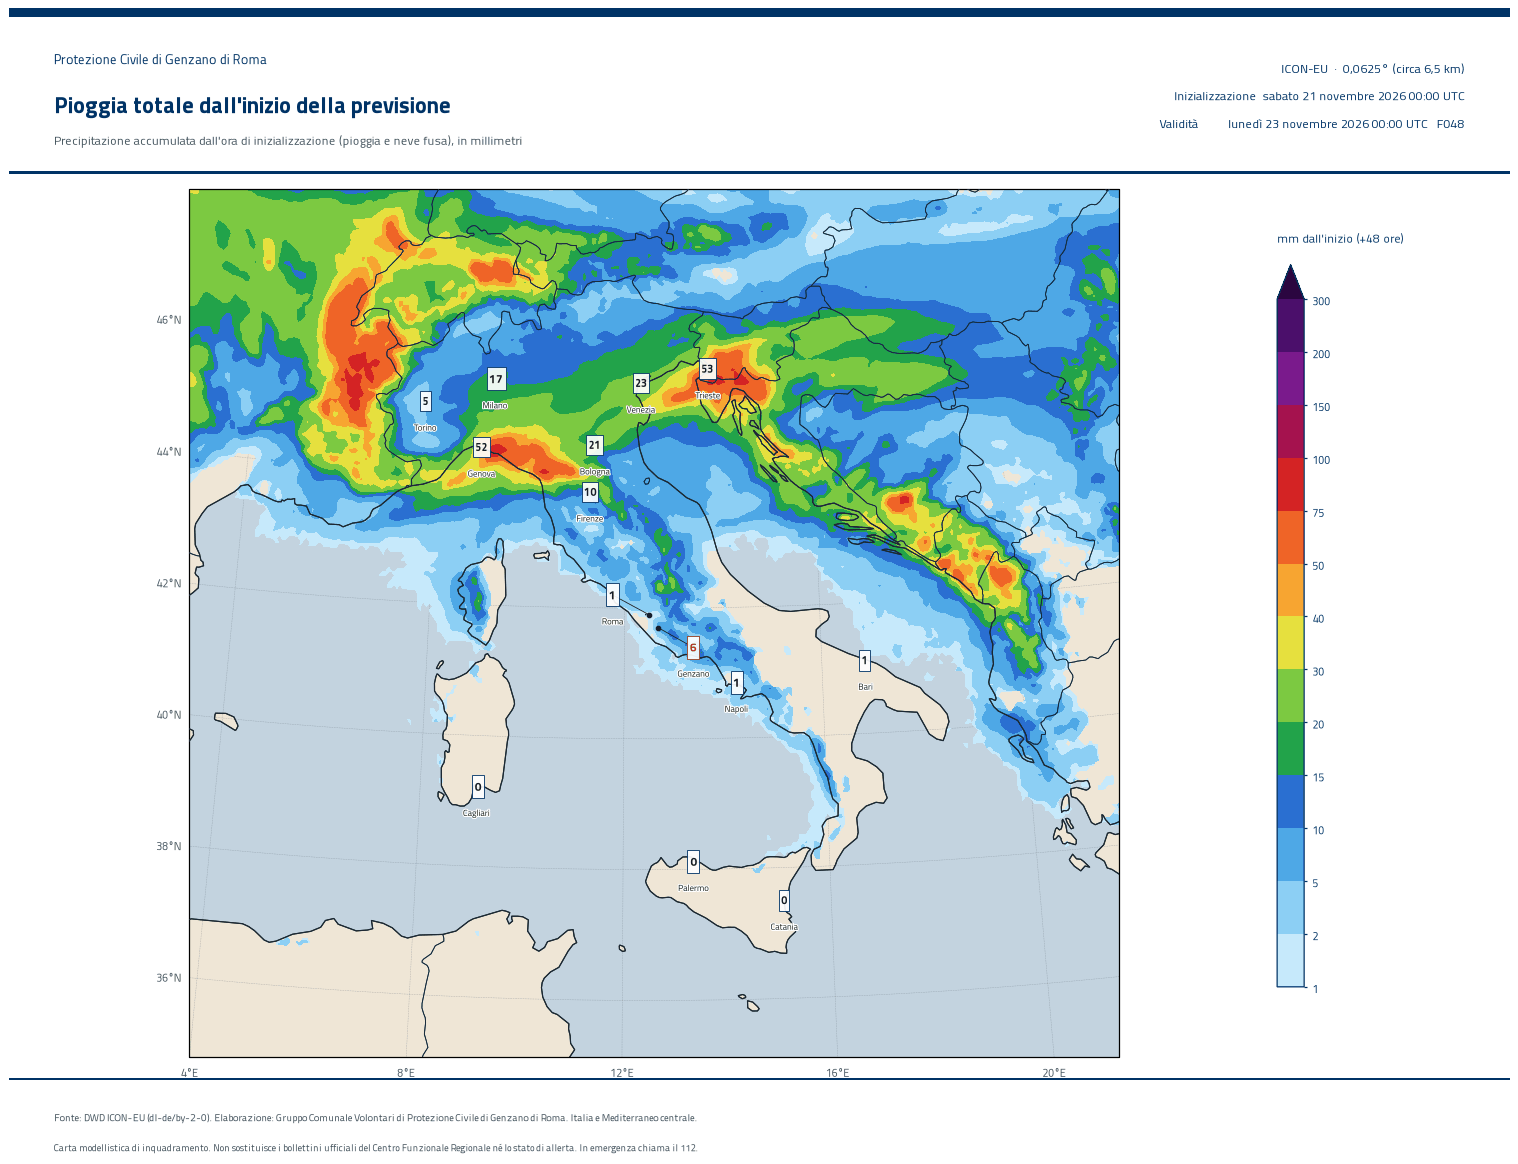 Protezione Civile di Genzano di Roma
Pioggia totale dall'inizio della previsione
Precipitazione accumulata dall'ora di inizializzazione (pioggia e neve fusa), in millimetri
ICON-EU · 0,0625° (circa 6,5 km)
Inizializzazione sabato 21 novembre 2026 00:00 UTC
Validità lunedì 23 novembre 2026 00:00 UTC F048
mm dall'inizio (+48 ore)
300
200
150
100
75
50
40
30
20
15
10
5
2
1
46°N
44°N
42°N
40°N
38°N
36°N
4°E
8°E
12°E
16°E
20°E
53
Trieste
17
Milano
23
Venezia
5
Torino
52
Genova
21
Bologna
10
Firenze
1
Roma
6
Genzano
1
Napoli
1
Bari
0
Cagliari
0
Palermo
0
Catania
Fonte: DWD ICON-EU (dl-de/by-2-0). Elaborazione: Gruppo Comunale Volontari di Protezione Civile di Genzano di Roma. Italia e Mediterraneo centrale.
Carta modellistica di inquadramento. Non sostituisce i bollettini ufficiali del Centro Funzionale Regionale né lo stato di allerta. In emergenza chiama il 112.